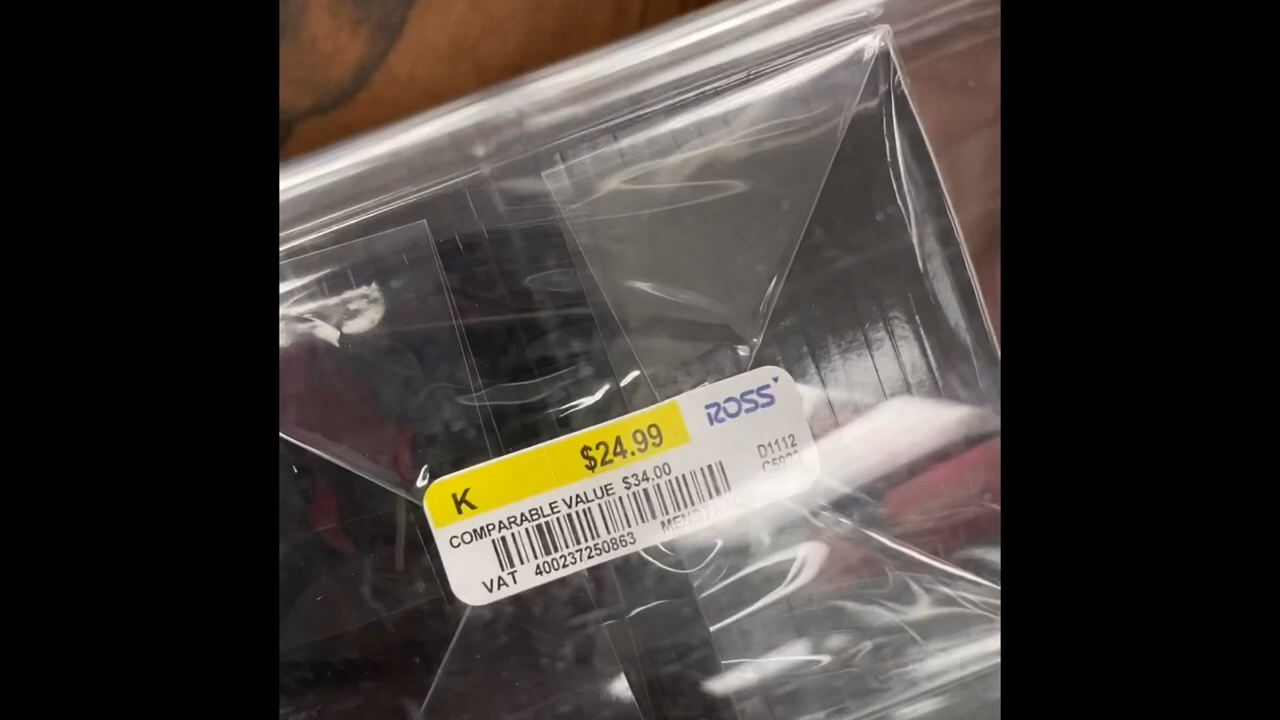 ROSS
$24.99
K
COMPARABLE VALUE $34.00
D1112
VAT 400237250863